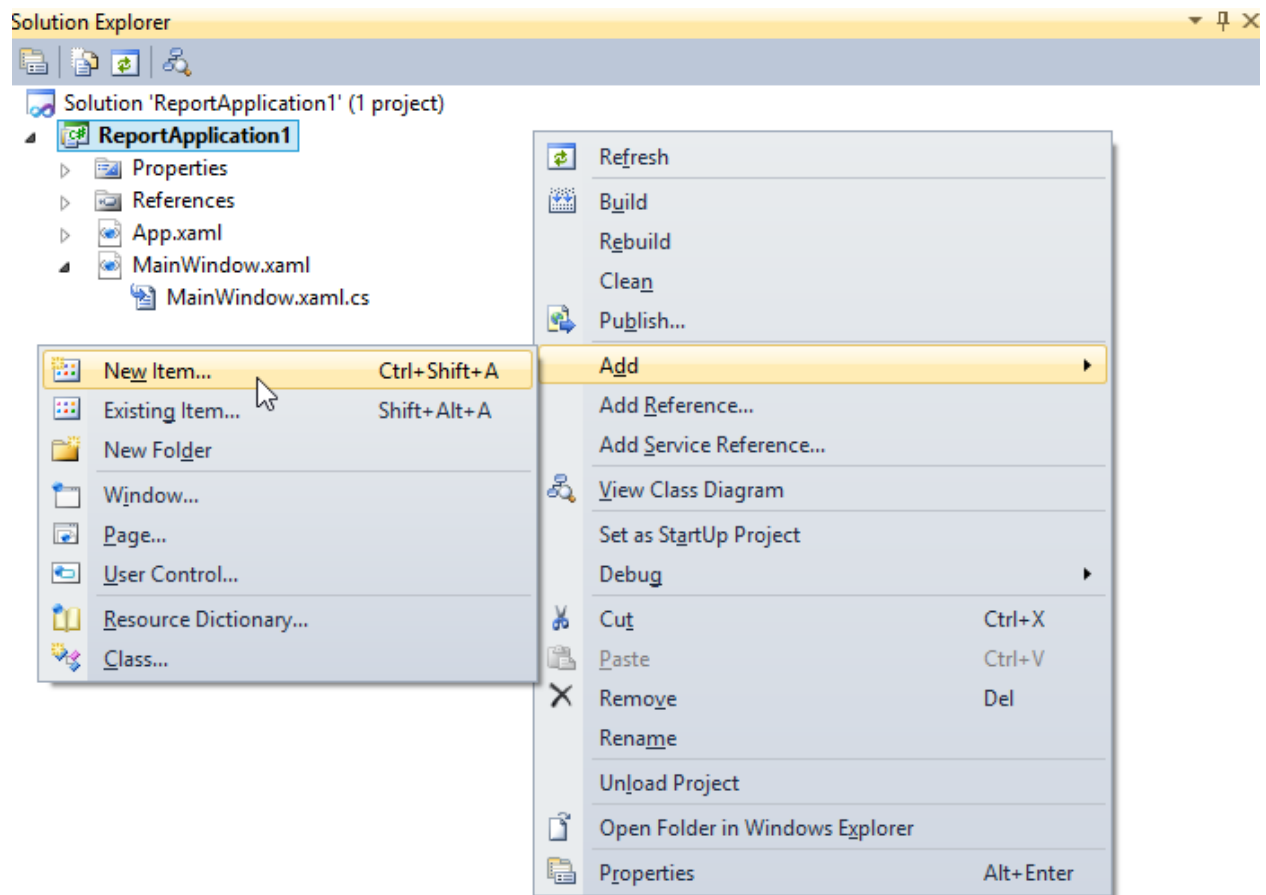 Solution Explorer
Solution 'ReportApplication1' (1 project)
ReportApplication1
Properties
References
App.xaml
MainWindow.xaml
MainWindow.xaml.cs
Refresh
Build
Rebuild
Clean
Publish...
Add
Add Reference...
Add Service Reference...
View Class Diagram
Set as StartUp Project
Debug
Cut Ctrl+X
Paste Ctrl+V
Remove Del
Rename
Unload Project
Open Folder in Windows Explorer
Properties Alt+Enter
New Item... Ctrl+Shift+A
Existing Item... Shift+Alt+A
New Folder
Window...
Page...
User Control...
Resource Dictionary...
Class...